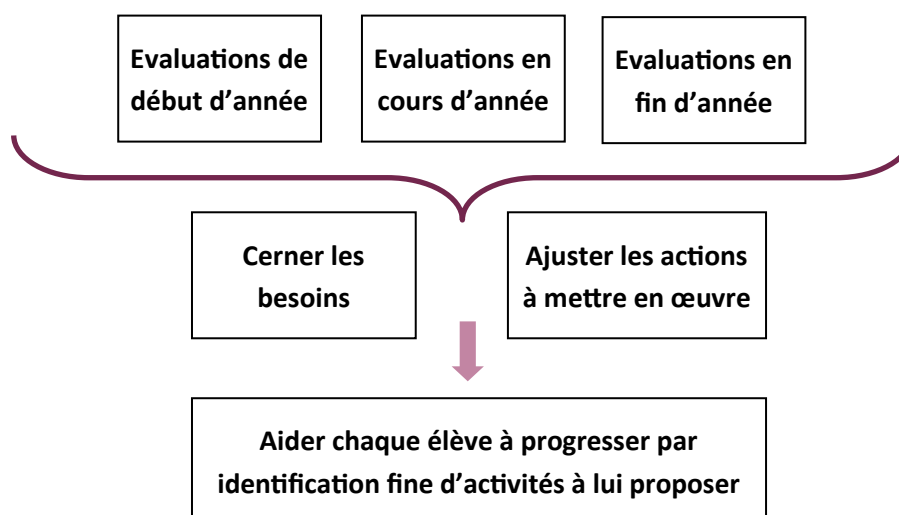 Evaluations de
début d’année
Evaluations en
cours d’année
Evaluations en
fin d’année
Cerner les
besoins
Ajuster les actions
à mettre en œuvre
Aider chaque élève à progresser par
identification fine d’activités à lui proposer